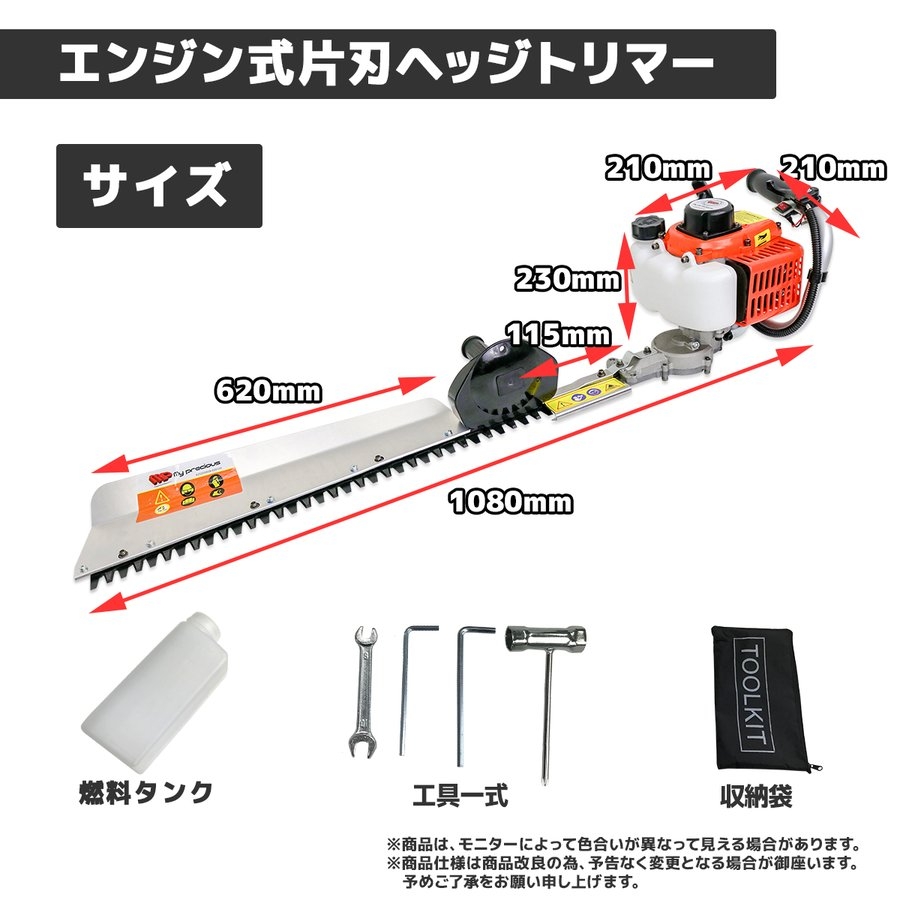 エンジン式片刃ヘッジトリマー
サイズ
210mm
210mm
230mm
115mm
620mm
1080mm
My precious
TOOLKIT
燃料タンク
工具一式
収納袋
※商品は、モニターによって色合いが異なって見える場合があります。
※商品仕様は商品改良の為、予告なく変更となる場合が御座います。
予めご了承をお願い申し上げます。